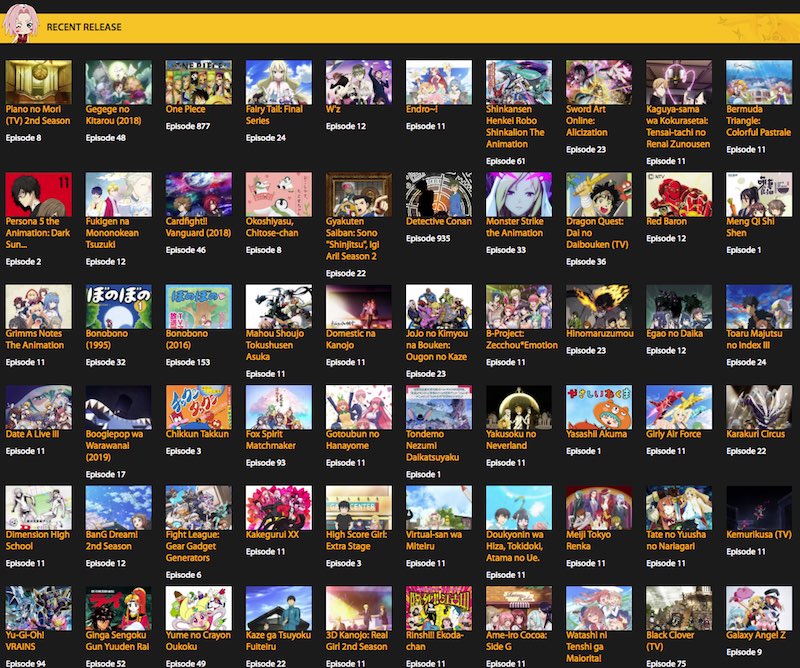 RECENT RELEASE
Piano no Mori
(TV) 2nd Season
Episode 8
Gegege no
Kitarou (2018)
Episode 48
One Piece
Episode 877
Fairy Tail: Final
Series
Episode 24
W'z
Episode 12
Endro~!
Episode 11
Shinkansen
Henkei Robo
Shinkalion The
Animation
Episode 61
Sword Art
Online:
Alicization
Episode 23
Kaguya-sama
wa Kokurasetai:
Tensai-tachi no
Renai Zunousen
Episode 11
Bermuda
Triangle:
Colorful Pastrale
Episode 11
Persona 5 the
Animation: Dark
Sun...
Episode 2
Fukigen na
Mononokean
Tsuzuki
Episode 12
Cardfight!!
Vanguard (2018)
Episode 46
Okoshiyasu,
Chitose-chan
Episode 8
Gyakuten
Saiban: Sono
"Shinjitsu", Igi
Ari! Season 2
Episode 22
Detective Conan
Episode 935
Monster Strike
the Animation
Episode 33
Dragon Quest:
Dai no
Daibouken (TV)
Episode 36
NTV
Red Baron
Episode 12
Meng Qi Shi
Shen
Episode 1
Grimms Notes
The Animation
Episode 11
ぼのぼの
Bonobono
(1995)
Episode 32
ぼのぼの
Bonobono
(2016)
Episode 153
Mahou Shoujo
Tokushusen
Asuka
Episode 11
Domestic na
Kanojo
Episode 11
JoJo no Kimyou
na Bouken:
Ougon no Kaze
Episode 23
B-Project:
Zecchou*Emotion
Episode 11
Hinomaruzumou
Episode 23
Egao no Daika
Episode 12
Toaru Majutsu
no Index III
Episode 24
Date A Live III
Episode 11
Boogiepop wa
Warawanai
(2019)
Episode 17
Chikkun Takkun
Episode 3
Fox Spirit
Matchmaker
Episode 93
Gotoubun no
Hanayome
Episode 11
Tondemo
Nezumi
Daikatsuyaku
Episode 1
Yakusoku no
Neverland
Episode 11
やさしいあくま
Yasashii Akuma
Episode 1
Girly Air Force
Episode 11
Karakuri Circus
Episode 22
Dimension High
School
Episode 11
BanG Dream!
2nd Season
Episode 12
Fight League:
Gear Gadget
Generators
Episode 6
Kakegurui XX
Episode 11
High Score Girl:
Extra Stage
Episode 3
Virtual-san wa
Miteiru
Episode 11
Doukyonin wa
Hiza, Tokidoki,
Atama no Ue.
Episode 11
Meiji Tokyo
Renka
Episode 11
Tate no Yuusha
no Nariagari
Episode 11
Kemurikusa (TV)
Episode 11
Yu-Gi-Oh!
VRAINS
Episode 94
Ginga Sengoku
Gun Yuuden Rai
Episode 52
Yume no Crayon
Oukoku
Episode 49
Kaze ga Tsuyoku
Fuiteiru
Episode 22
3D Kanojo: Real
Girl 2nd Season
Episode 11
Rinshi!! Ekoda-
chan
Episode 11
Ame-iro Cocoa:
Side G
Episode 11
Watashi ni
Tenshi ga
Maiorita!
Black Clover
(TV)
Episode 75
Galaxy Angel Z
Episode 9